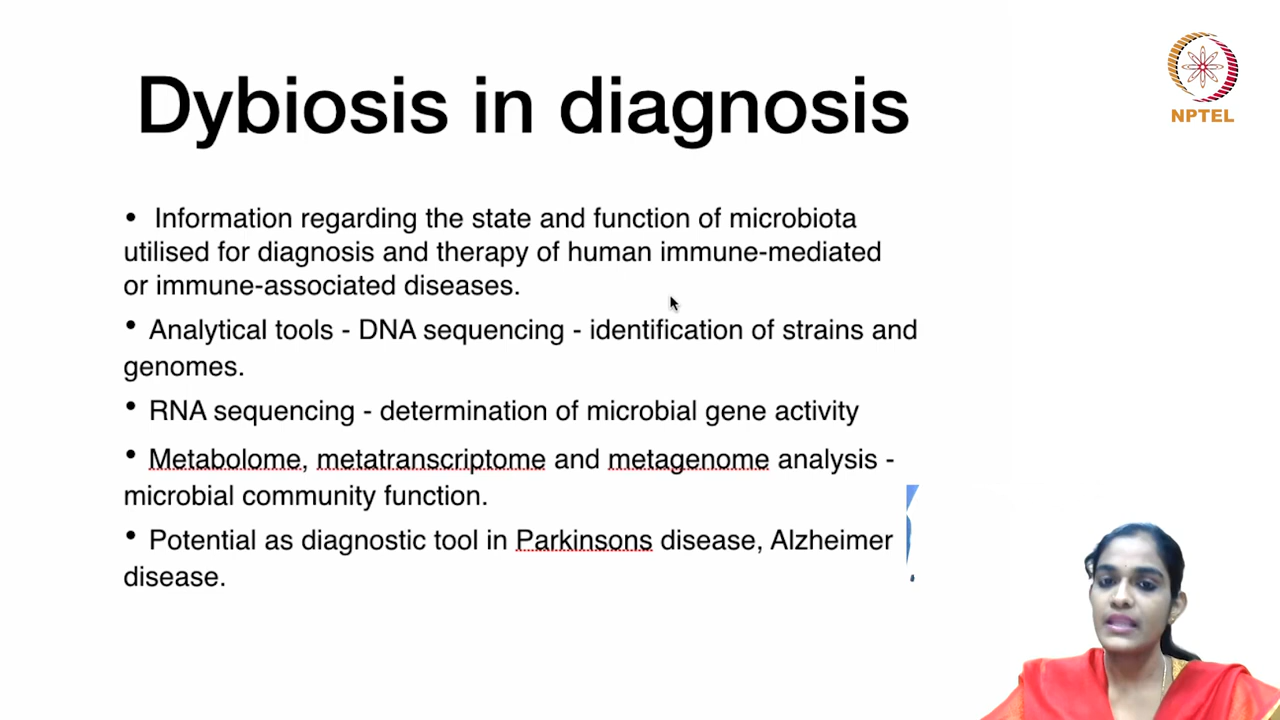 Dybiosis in diagnosis
NPTEL
• Information regarding the state and function of microbiota
utilised for diagnosis and therapy of human immune-mediated
or immune-associated diseases.
• Analytical tools - DNA sequencing - identification of strains and
genomes.
• RNA sequencing - determination of microbial gene activity
• Metabolome, metatranscriptome and metagenome analysis -
microbial community function.
• Potential as diagnostic tool in Parkinsons disease, Alzheimer
disease.